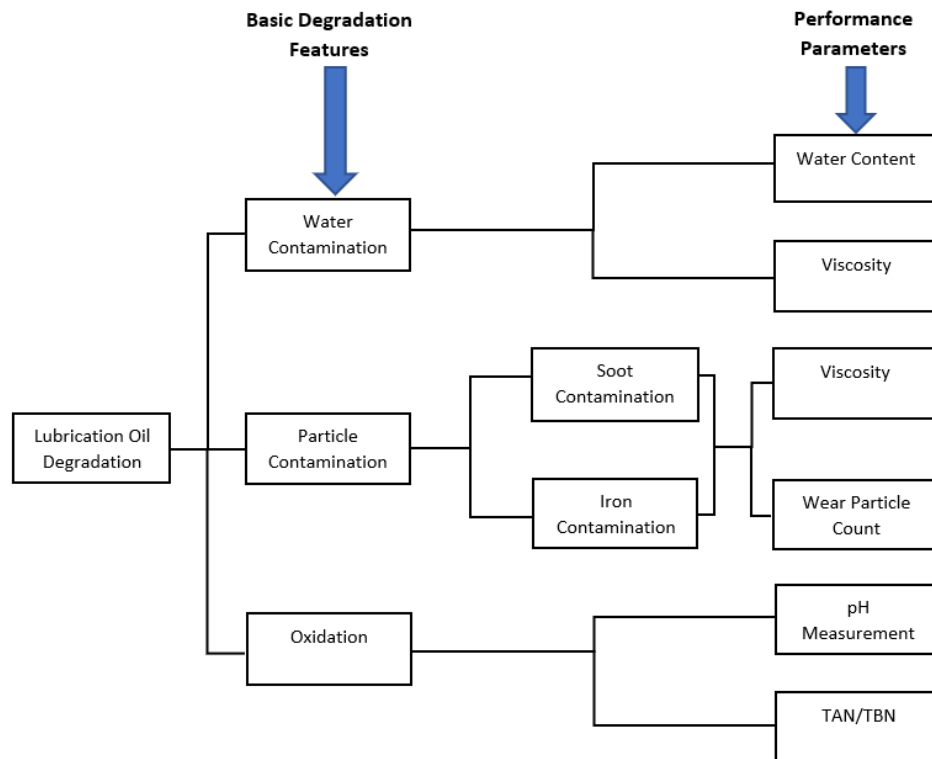 Basic Degradation
Features
Performance
Parameters
Water Content
Water
Contamination
Viscosity
Soot
Contamination
Viscosity
Lubrication Oil
Degradation
Particle
Contamination
Iron
Contamination
Wear Particle
Count
pH
Measurement
Oxidation
TAN/TBN